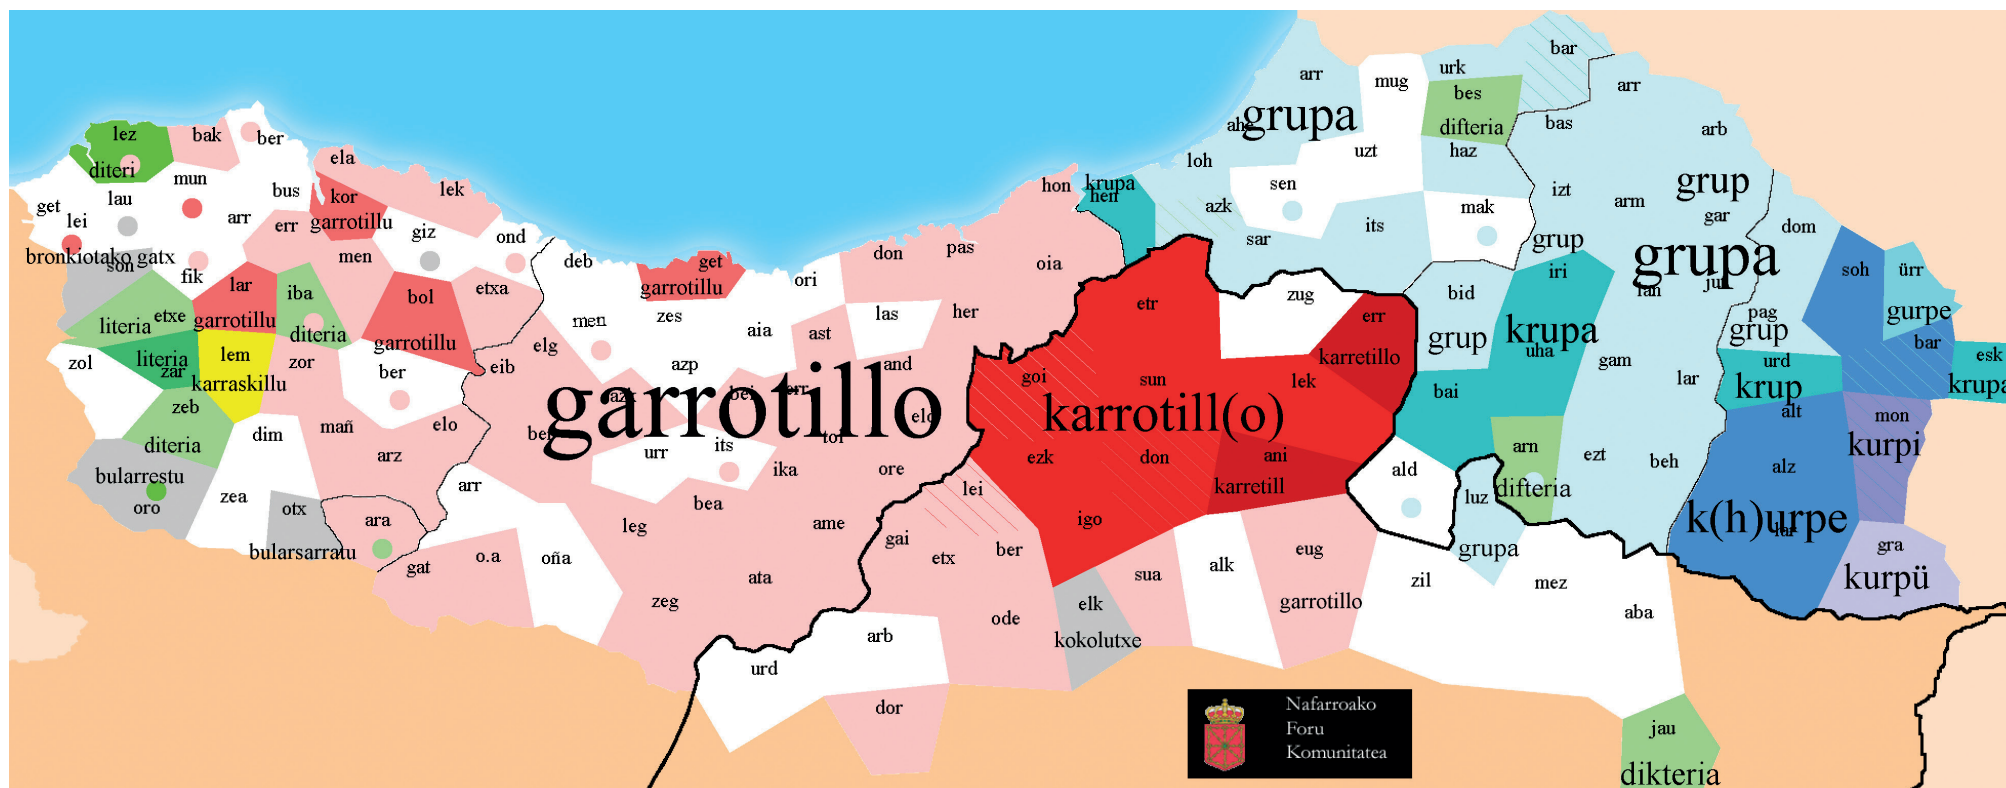 bar
arr
mug
urk
bes
arr
grupa
ahe
difteria
bas
arb
lez
bak
ber
diteri
ela
loh
uzt
haz
mun
bus
kor
lek
hon
krupa
hen
sen
izt
grup
get
lau
lei
arr
err
garrotillu
giz
ond
azk
its
mak
arm
gar
dom
bronkiotako gatx
son
fik
men
deb
get
don
pas
oia
sar
grup
grupa
iri
soh
ürr
lar
iba
bol
etxa
garrotillu
ori
etr
zug
bid
jut
gurpe
literia
etxe
garrotillu
diteria
men
zes
aia
ast
las
her
err
grup
krupa
pag
grup
bar
esk
zol
literia
zar
lem
karraskillu
zor
garrotillu
elg
eib
azp
and
goi
sun
karretillo
lek
uha
gam
lar
urd
krup
krupa
zeb
ber
garrotillo
elo
karrotill(o)
bai
alt
mon
diteria
dim
mañ
elo
arz
urr
its
ika
ore
ezk
don
ani
karretill
ald
arn
difteria
ezt
beh
alz
kurpi
bularrestu
oro
zea
otx
ara
bularsarratu
arr
leg
bea
ame
lei
igo
luz
grupa
k(h)urpe
gat
o.a
oña
zeg
ata
gai
etx
ber
sua
alk
eug
garrotillo
zil
mez
aba
gra
kurpü
ode
elk
kokolutxe
urd
arb
dor
Nafarroako
Foru
Komunitatea
jau
dikteria